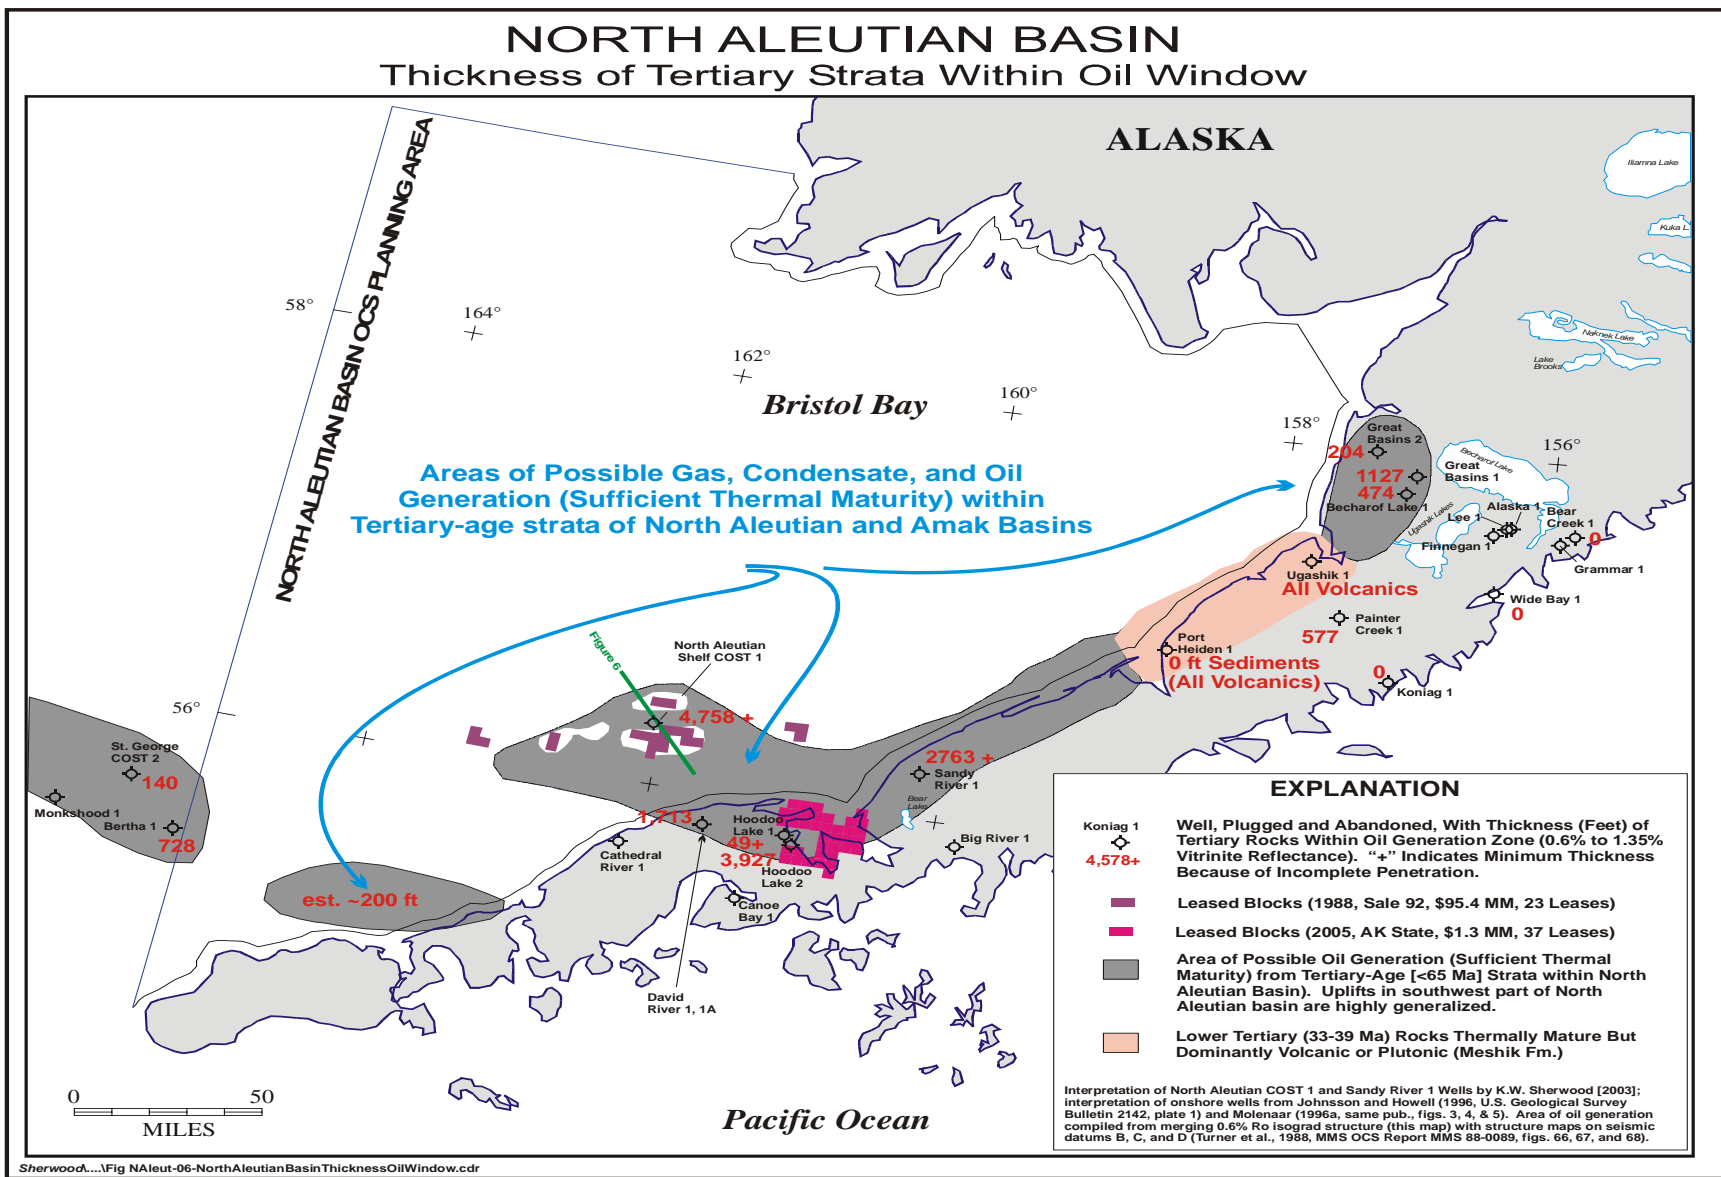 NORTH ALEUTIAN BASIN
Thickness of Tertiary Strata Within Oil Window
ALASKA
Iliamna Lake
Kuka L.
Naknek Lake
Lake
Brooks
NORTH ALEUTIAN BASIN OCS PLANNING AREA
58°
164°
162°
160°
158°
156°
56°
Bristol Bay
Areas of Possible Gas, Condensate, and Oil
Generation (Sufficient Thermal Maturity) within
Tertiary-age strata of North Aleutian and Amak Basins
Great
Basins 2
204
1127
Great
Basins 1
474
Becharof Lake 1
Becharof Lake
Ugashik Lakes
Lee 1
Alaska 1
Bear
Creek 1
0
Finnegan 1
Grammar 1
Ugashik 1
All Volcanics
Wide Bay 1
0
577
Painter
Creek 1
Port
Heiden 1
0 ft Sediments
(All Volcanics)
0
Koniag 1
Figure 6
North Aleutian
Shelf COST 1
4,758 +
2763 +
Sandy
River 1
Bear
Lake
Big River 1
St. George
COST 2
140
Monkshood 1
Bertha 1
728
est. ~200 ft
1,713
Cathedral
River 1
Hoodoo
Lake 1
49+
3,927
Hoodoo
Lake 2
Canoe
Bay 1
David
River 1, 1A
Pacific Ocean
0
50
MILES
EXPLANATION
Koniag 1
4,578+
Well, Plugged and Abandoned, With Thickness (Feet) of
Tertiary Rocks Within Oil Generation Zone (0.6% to 1.35%
Vitrinite Reflectance). “+” Indicates Minimum Thickness
Because of Incomplete Penetration.
Leased Blocks (1988, Sale 92, $95.4 MM, 23 Leases)
Leased Blocks (2005, AK State, $1.3 MM, 37 Leases)
Area of Possible Oil Generation (Sufficient Thermal
Maturity) from Tertiary-Age [<65 Ma] Strata within North
Aleutian Basin). Uplifts in southwest part of North
Aleutian basin are highly generalized.
Lower Tertiary (33-39 Ma) Rocks Thermally Mature But
Dominantly Volcanic or Plutonic (Meshik Fm.)
Interpretation of North Aleutian COST 1 and Sandy River 1 Wells by K.W. Sherwood [2003];
interpretation of onshore wells from Johnsson and Howell (1996, U.S. Geological Survey
Bulletin 2142, plate 1) and Molenaar (1996a, same pub., figs. 3, 4, & 5). Area of oil generation
compiled from merging 0.6% Ro isograd structure (this map) with structure maps on seismic
datums B, C, and D (Turner et al., 1988, MMS OCS Report MMS 88-0089, figs. 66, 67, and 68).
Sherwood\....\Fig NAleut-06-NorthAleutianBasinThicknessOilWindow.cdr